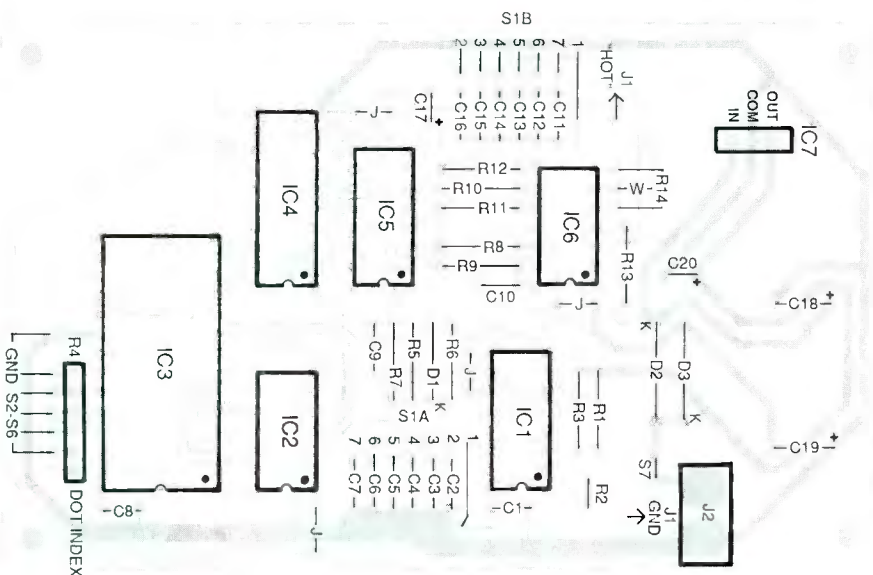 S1B
2 3 4 5 6 7 1
J1
"HOT"
C17
+
-C16- -C15- -C14- -C13- -C12- -C11-
-J-
OUT
COM
IN
IC7
IC4
IC5
R12
R10
R11
R8
R9
C10
IC6
-J-
R14
-W-
R13
C20
+
-C18-
+
IC3
R4
GND S2-S6
DOT INDEX
-C8-
IC2
-J-
-C9-
R7
R5
D1
K
R6
-J-
S1A
7 6 5 4 3 2 1
-C7- -C6- -C5- -C4- -C3- -C2-
IC1
-C1-
R3
R1
R2
K
D2
D3
K
-C19-
+
S7
J1
GND
J2